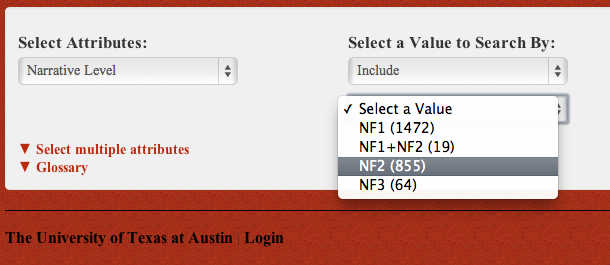 Select Attributes:
Select a Value to Search By:
Narrative Level
Include
✓ Select a Value
NF1 (1472)
NF1+NF2 (19)
NF2 (855)
NF3 (64)
▼ Select multiple attributes
▼ Glossary
The University of Texas at Austin | Login